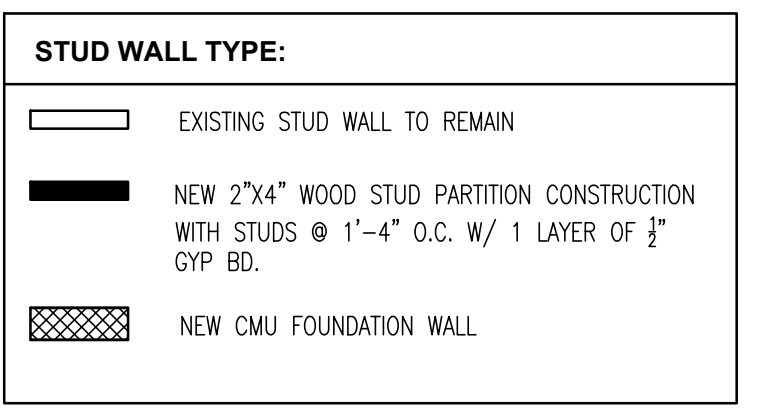 STUD WALL TYPE:
EXISTING STUD WALL TO REMAIN
NEW 2"X4" WOOD STUD PARTITION CONSTRUCTION
WITH STUDS @ 1'-4" O.C. W/ 1 LAYER OF 1/2"
GYP BD.
NEW CMU FOUNDATION WALL